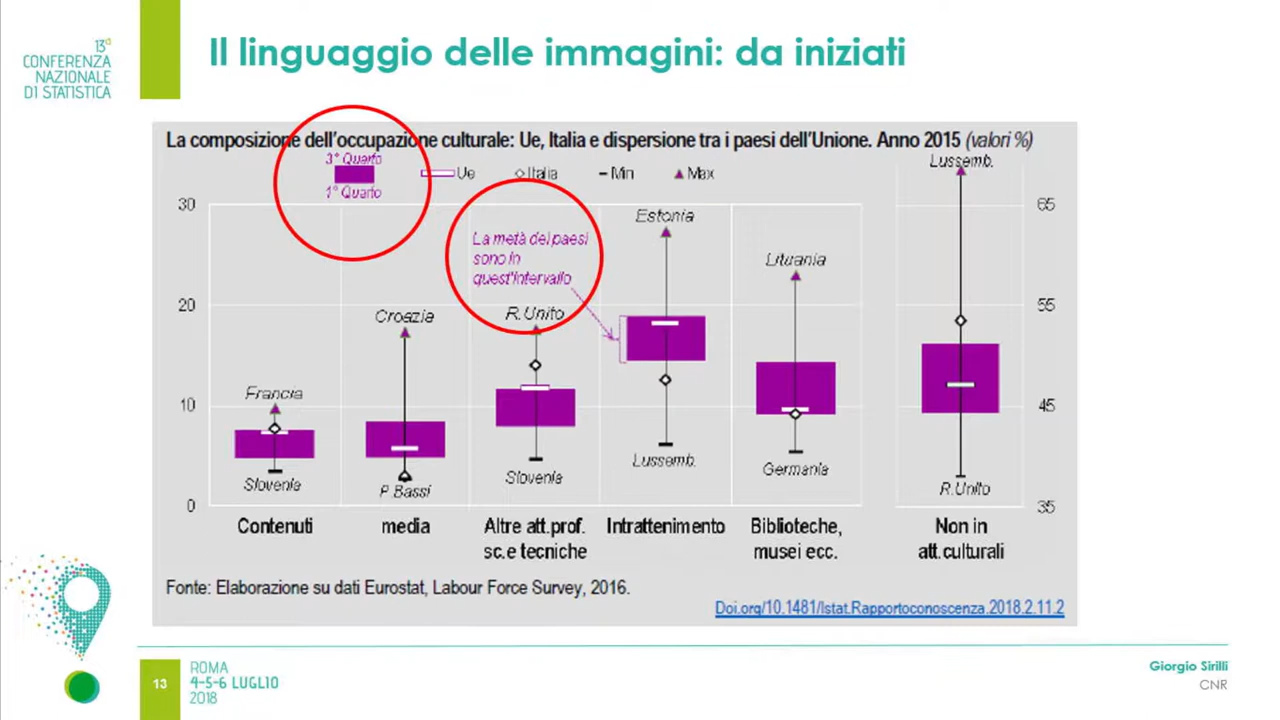 13ª
CONFERENZA
NAZIONALE
DI STATISTICA
Il linguaggio delle immagini: da iniziati
La composizione dell'occupazione culturale: Ue, Italia e dispersione tra i paesi dell'Unione. Anno 2015 (valori %)
3° Quarto
1° Quarto
Ue
Italia
Min
Max
Lussemb.
30
20
10
0
65
55
45
35
La metà dei paesi
sono in
quest'intervallo
Francia
Slovenia
Croazia
P.Bassi
R.Unito
Slovenia
Estonia
Lussemb.
Lituania
Germania
R.Unito
Contenuti
media
Altre att.prof.
sc.e tecniche
Intrattenimento
Biblioteche,
musei ecc.
Non in
att.culturali
Fonte: Elaborazione su dati Eurostat, Labour Force Survey, 2016.
Doi.org/10.1481/Istat.Rapportoconoscenza.2018.2.11.2
13
ROMA
4-5-6 LUGLIO
2018
Giorgio Sirilli
CNR